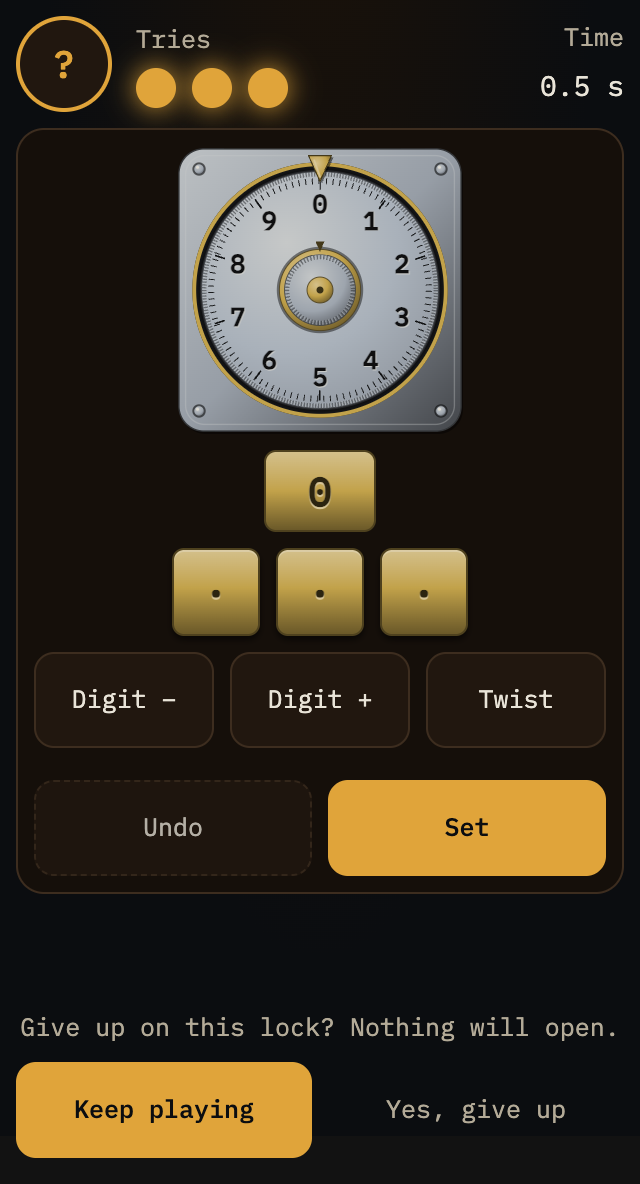 ?
Tries
Time
0.5 s
0
1
2
3
4
5
6
7
8
9
0
Digit −
Digit +
Twist
Undo
Set
Give up on this lock? Nothing will open.
Keep playing
Yes, give up